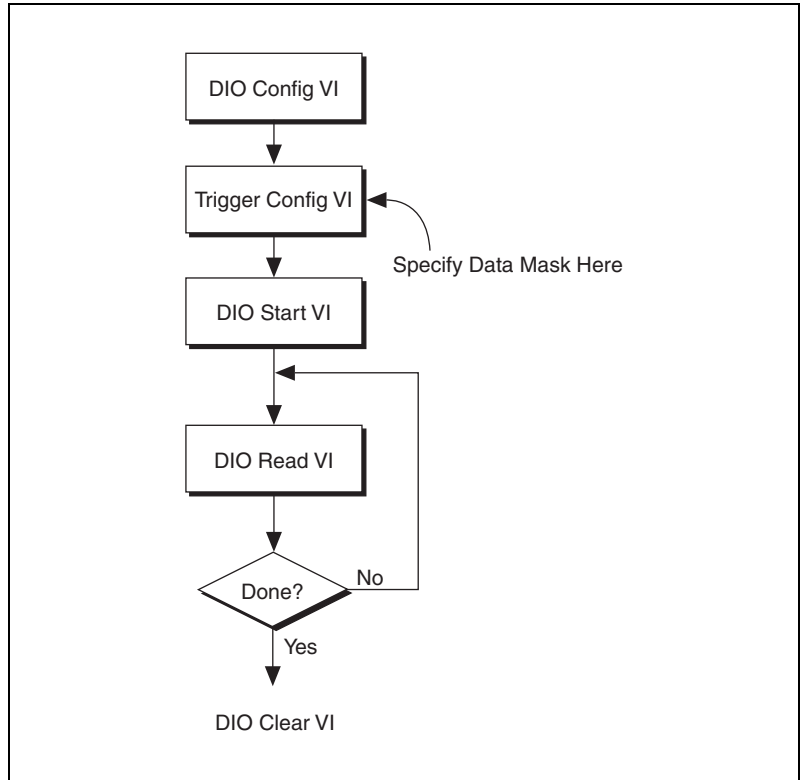 DIO Config VI
Trigger Config VI
Specify Data Mask Here
DIO Start VI
DIO Read VI
Done?
No
Yes
DIO Clear VI